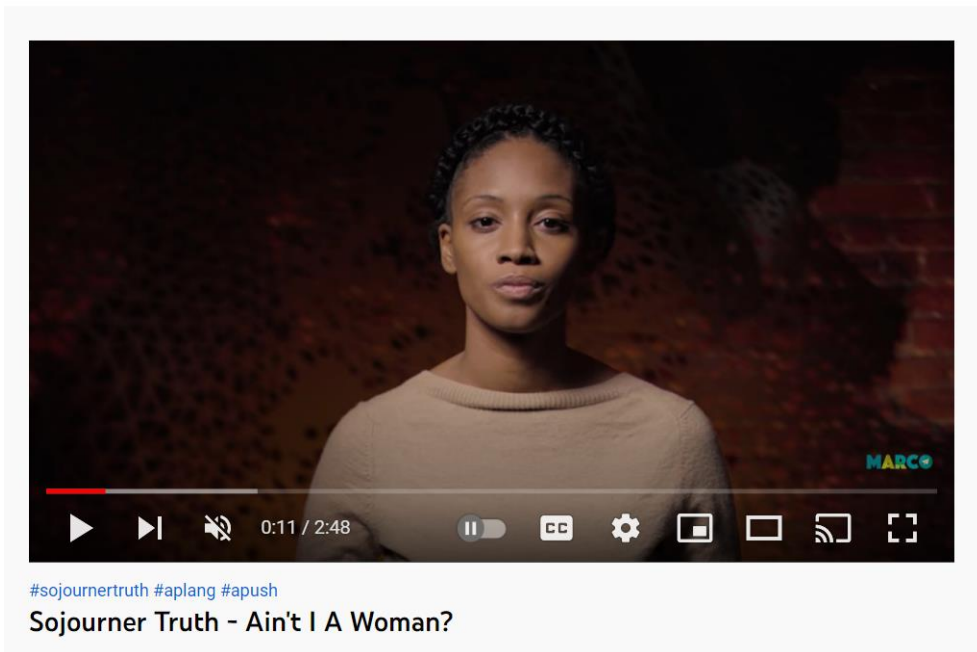 MARCO
0:11 / 2:48
CC
#sojournertruth #aplang #apush
Sojourner Truth - Ain't I A Woman?